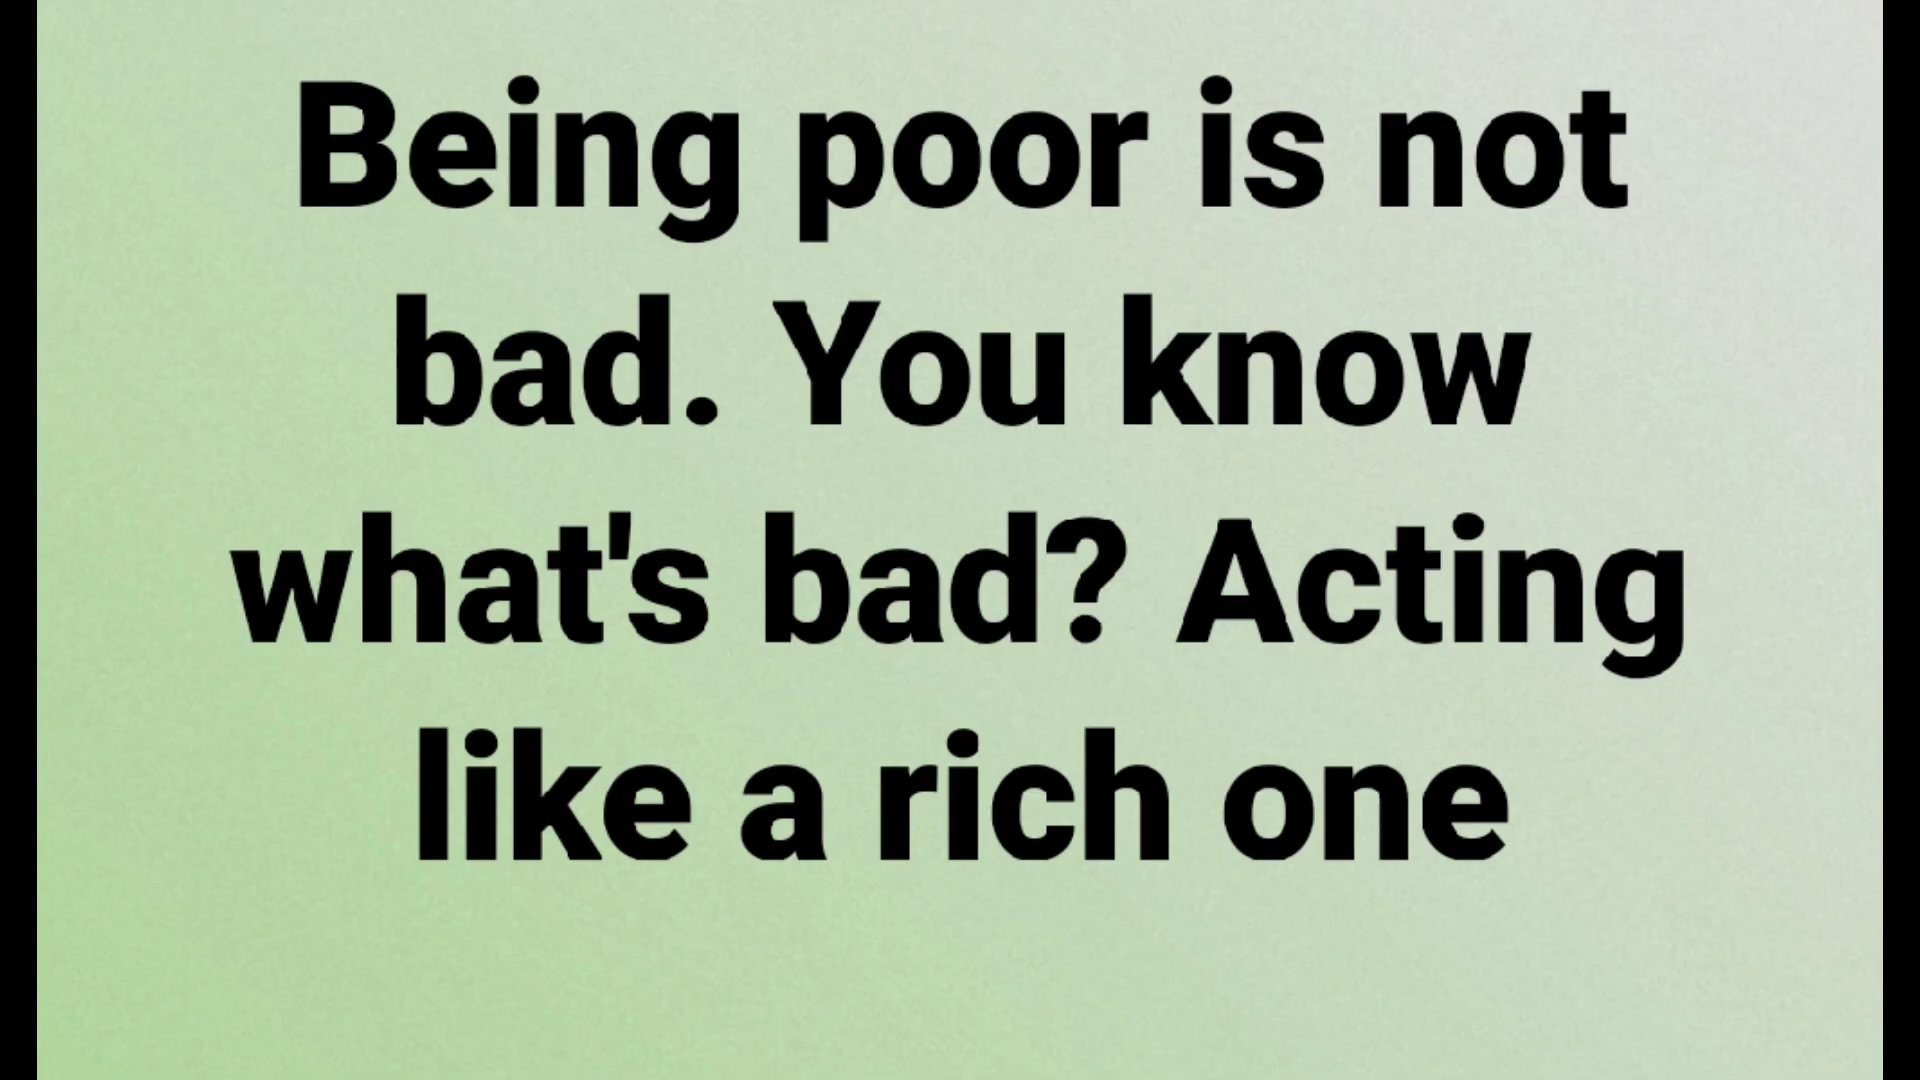 Being poor is not
bad. You know
what's bad? Acting
like a rich one